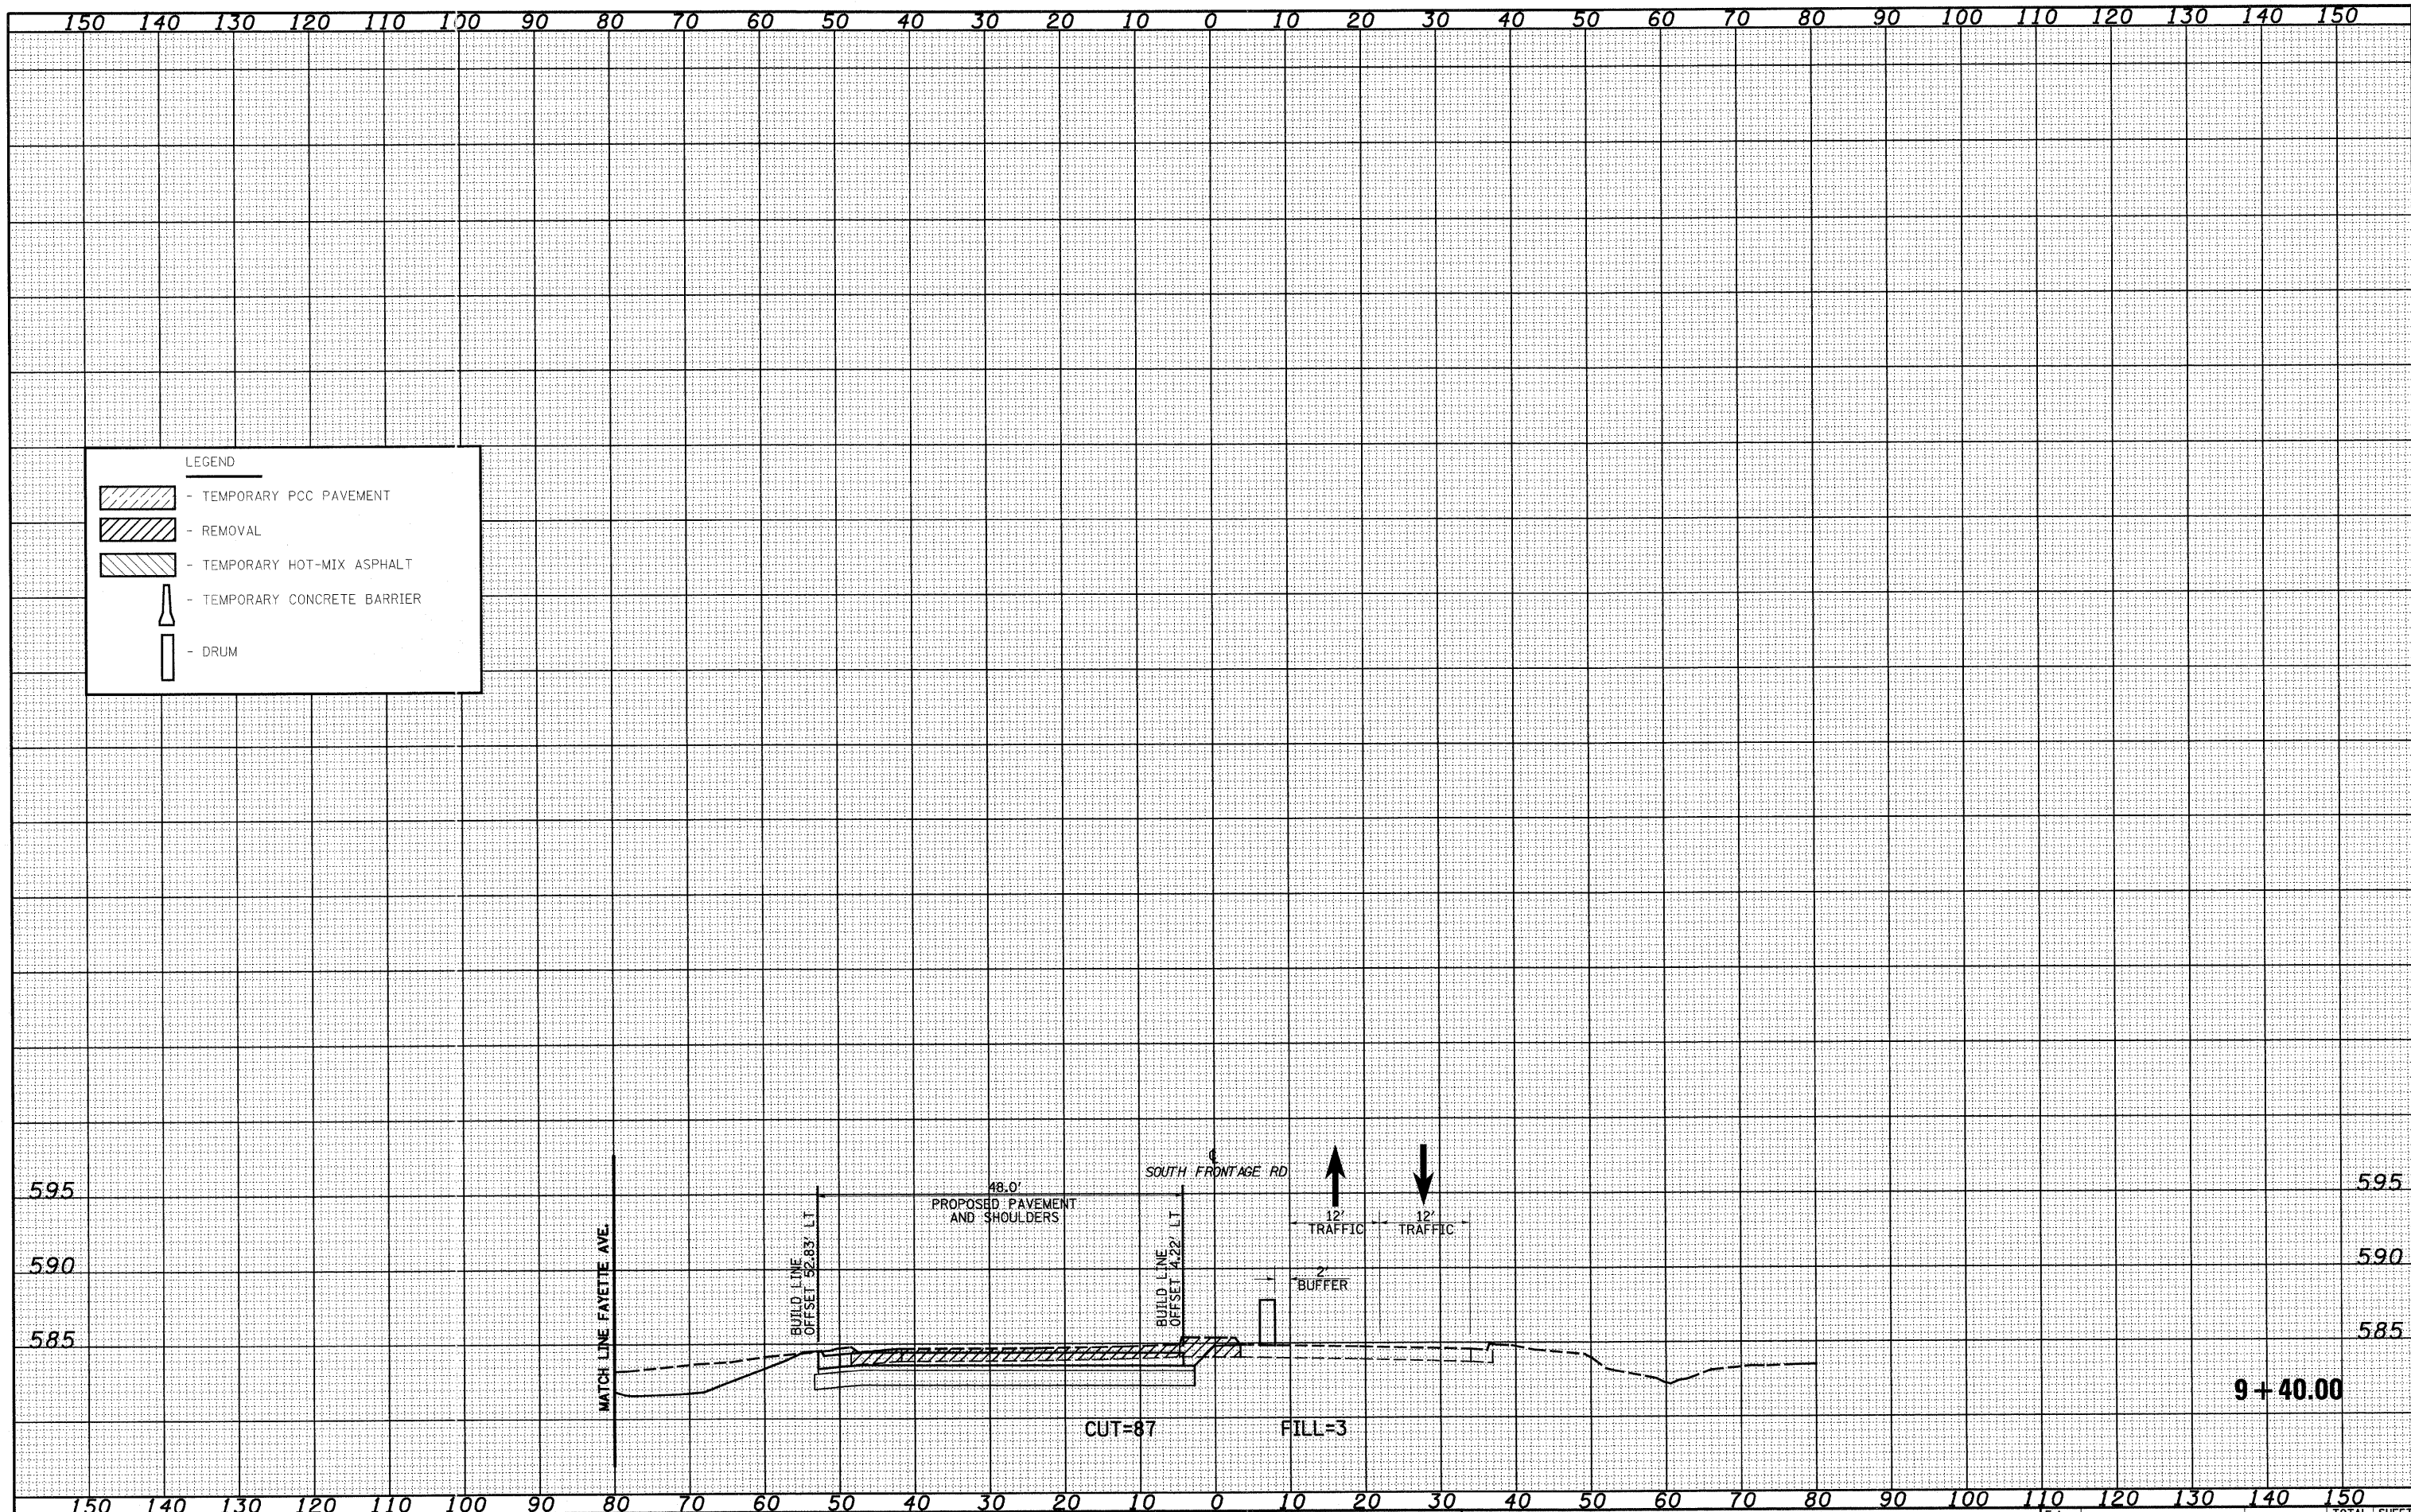 150 140 130 120 110 100 90 80 70 60 50 40 30 20 10 0 10 20 30 40 50 60 70 80 90 100 110 120 130 140 150
LEGEND
- TEMPORARY PCC PAVEMENT
- REMOVAL
- TEMPORARY HOT-MIX ASPHALT
- TEMPORARY CONCRETE BARRIER
- DRUM
℄
SOUTH FRONTAGE RD
595
48.0'
595
PROPOSED PAVEMENT
AND SHOULDERS
12'
TRAFFIC
12'
TRAFFIC
MATCH LINE FAYETTE AVE.
BUILD LINE
OFFSET 52.83' LT
BUILD LINE
OFFSET 4.22' LT
590
2'
BUFFER
590
585
585
9+40.00
CUT=87
FILL=3
150 140 130 120 110 100 90 80 70 60 50 40 30 20 10 0 10 20 30 40 50 60 70 80 90 100 110 120 130 140 150
TOTAL SHEET